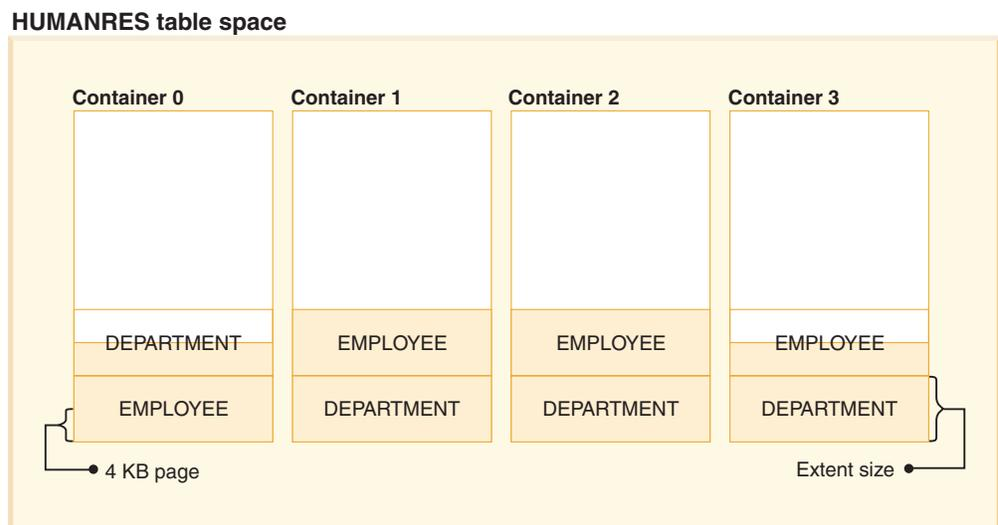 HUMANRES table space
Container 0 Container 1 Container 2 Container 3
DEPARTMENT EMPLOYEE EMPLOYEE EMPLOYEE
EMPLOYEE DEPARTMENT DEPARTMENT DEPARTMENT
4 KB page Extent size